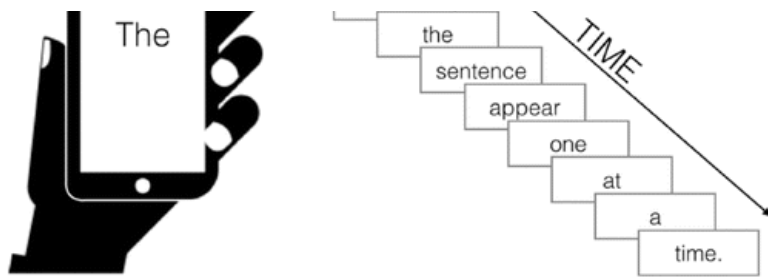 The
the
sentence
appear
one
at
a
time.
TIME